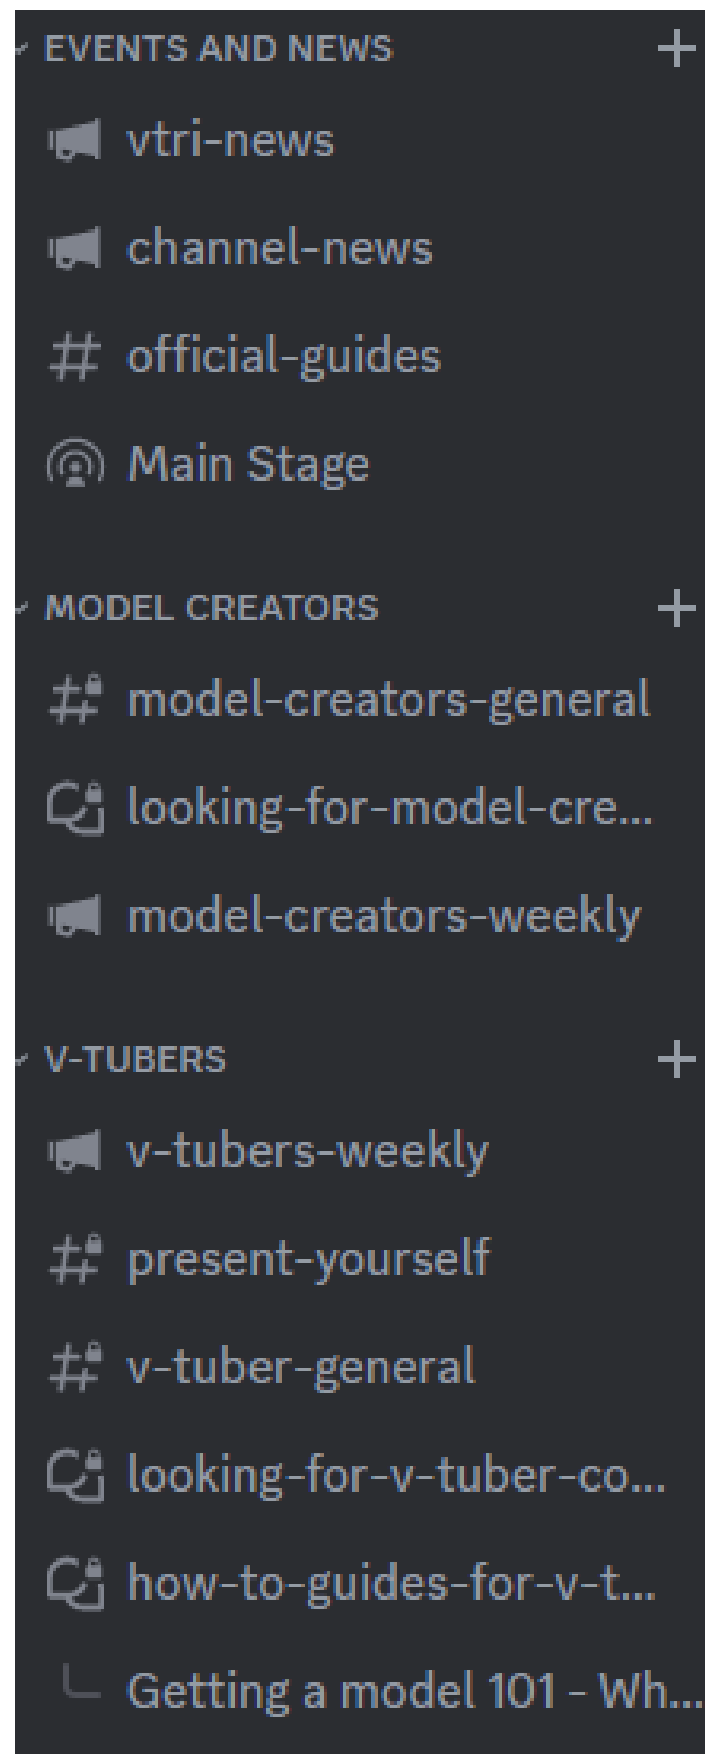 EVENTS AND NEWS
vtri-news
channel-news
official-guides
Main Stage
MODEL CREATORS
model-creators-general
looking-for-model-cre...
model-creators-weekly
V-TUBERS
v-tubers-weekly
present-yourself
v-tuber-general
looking-for-v-tuber-co...
how-to-guides-for-v-t...
Getting a model 101 - Wh...